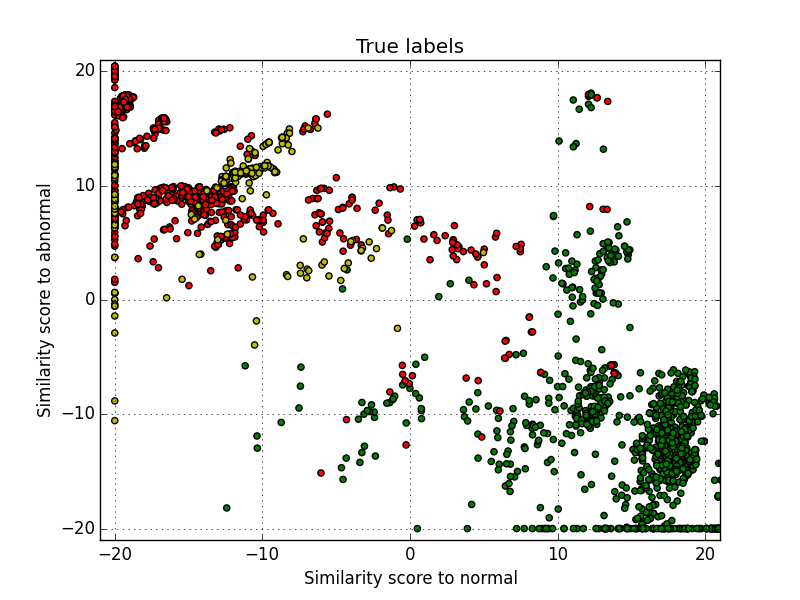 True labels
20
10
0
−10
−20
Similarity score to abnormal
−20 −10 0 10 20
Similarity score to normal